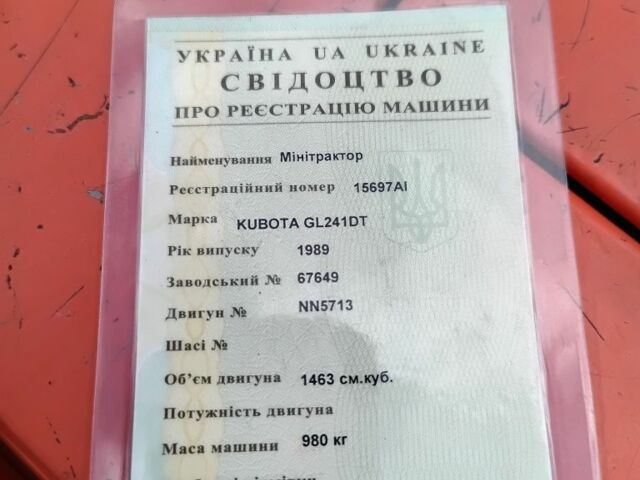 УКРАЇНА UA UKRAINE
СВІДОЦТВО
ПРО РЕЄСТРАЦІЮ МАШИНИ
Найменування Мінітрактор
Реєстраційний номер 15697АІ
Марка KUBOTA GL241DT
Рік випуску 1989
Заводський № 67649
Двигун № NN5713
Шасі №
Об'єм двигуна 1463 см.куб.
Потужність двигуна
Маса машини 980 кг